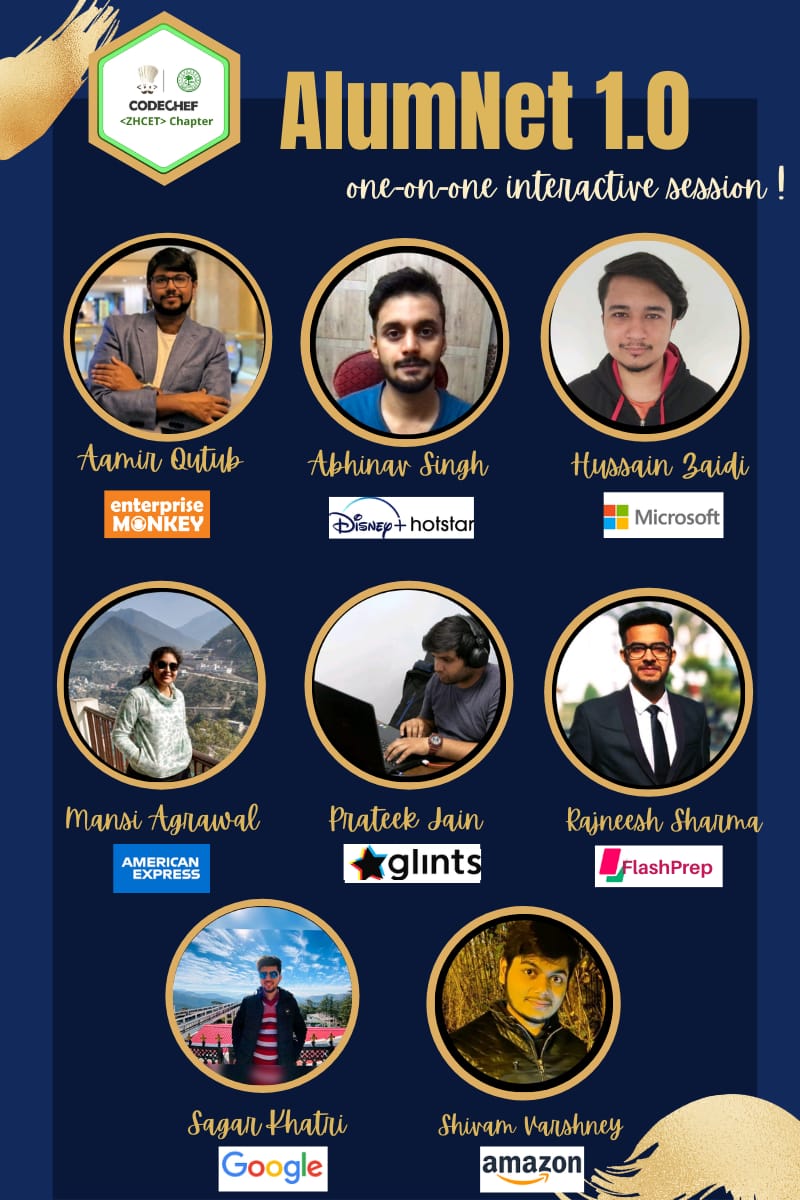 CODECHEF
<ZHCET> Chapter
AlumNet 1.0
one-on-one interactive session !
Aamir Qutub
Abhinav Singh
Hussain Zaidi
enterprise
MONKEY
Disney+ hotstar
Microsoft
Mansi Agrawal
Prateek Jain
Rajneesh Sharma
AMERICAN
EXPRESS
glints
FlashPrep
Sagar Khatri
Shivam Varshney
Google
amazon